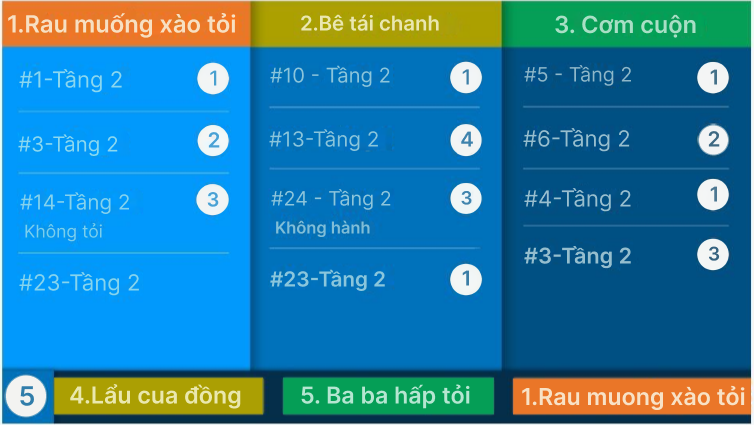 1.Rau muống xào tỏi
#1-Tầng 2 1
#3-Tầng 2 2
#14-Tầng 2 3
Không tỏi
#23-Tầng 2
2.Bê tái chanh
#10 - Tầng 2 1
#13-Tầng 2 4
#24 - Tầng 2 3
Không hành
#23-Tầng 2 1
3. Cơm cuộn
#5 - Tầng 2 1
#6-Tầng 2 2
#4-Tầng 2 1
#3-Tầng 2 3
5 4.Lẩu cua đồng 5. Ba ba hấp tỏi 1.Rau muong xào tỏi